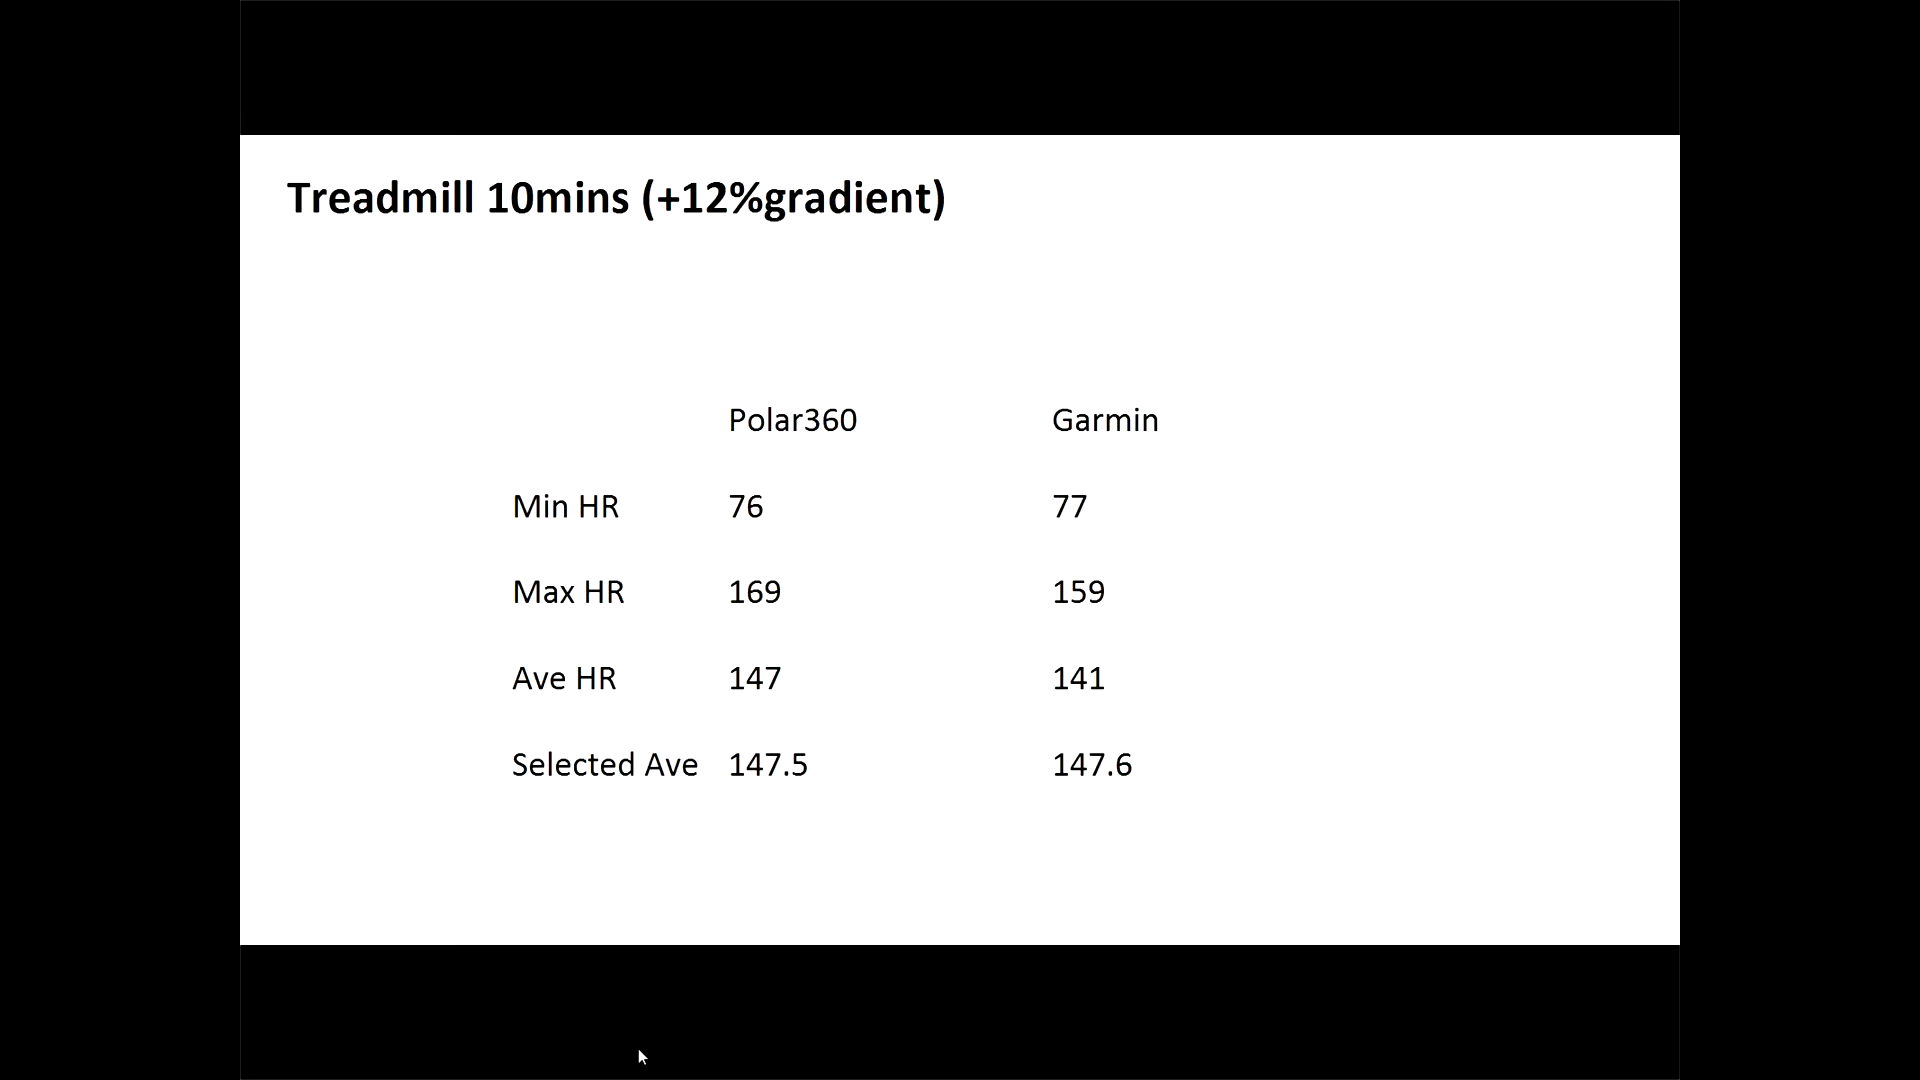 Treadmill 10mins (+12%gradient)
Polar360 Garmin
Min HR 76 77
Max HR 169 159
Ave HR 147 141
Selected Ave 147.5 147.6